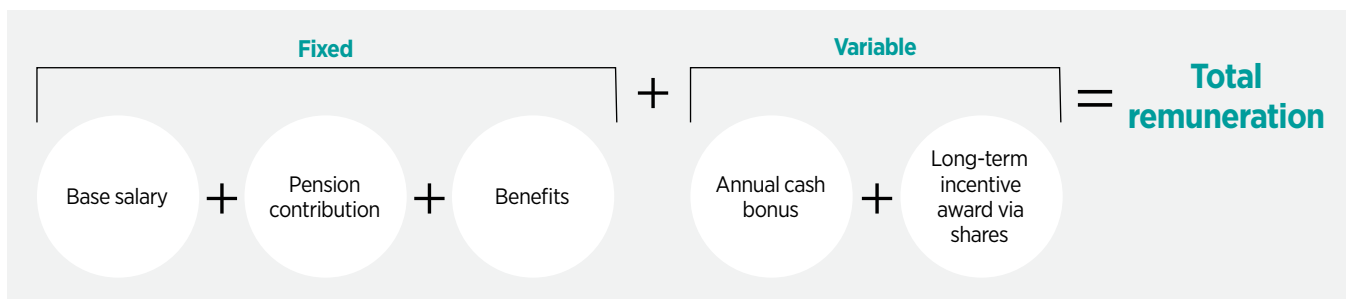 Fixed
Variable
Base salary
+
Pension
contribution
+
Benefits
+
Annual cash
bonus
+
Long-term
incentive
award via
shares
=
Total
remuneration